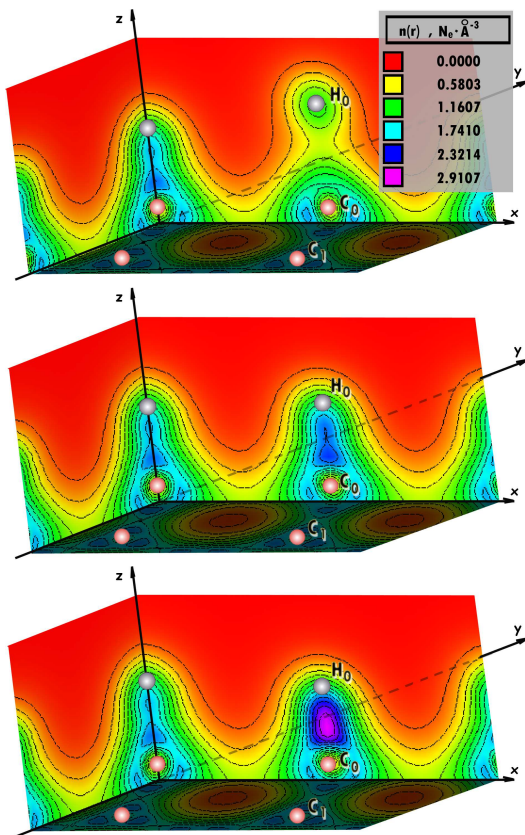 z
n(r) , Nₑ·Å⁻³
0.0000
0.5803
1.1607
1.7410
2.3214
2.9107
y
H₀
C₀
x
C₁
z
y
H₀
C₀
x
C₁
z
y
H₀
C₀
x
C₁